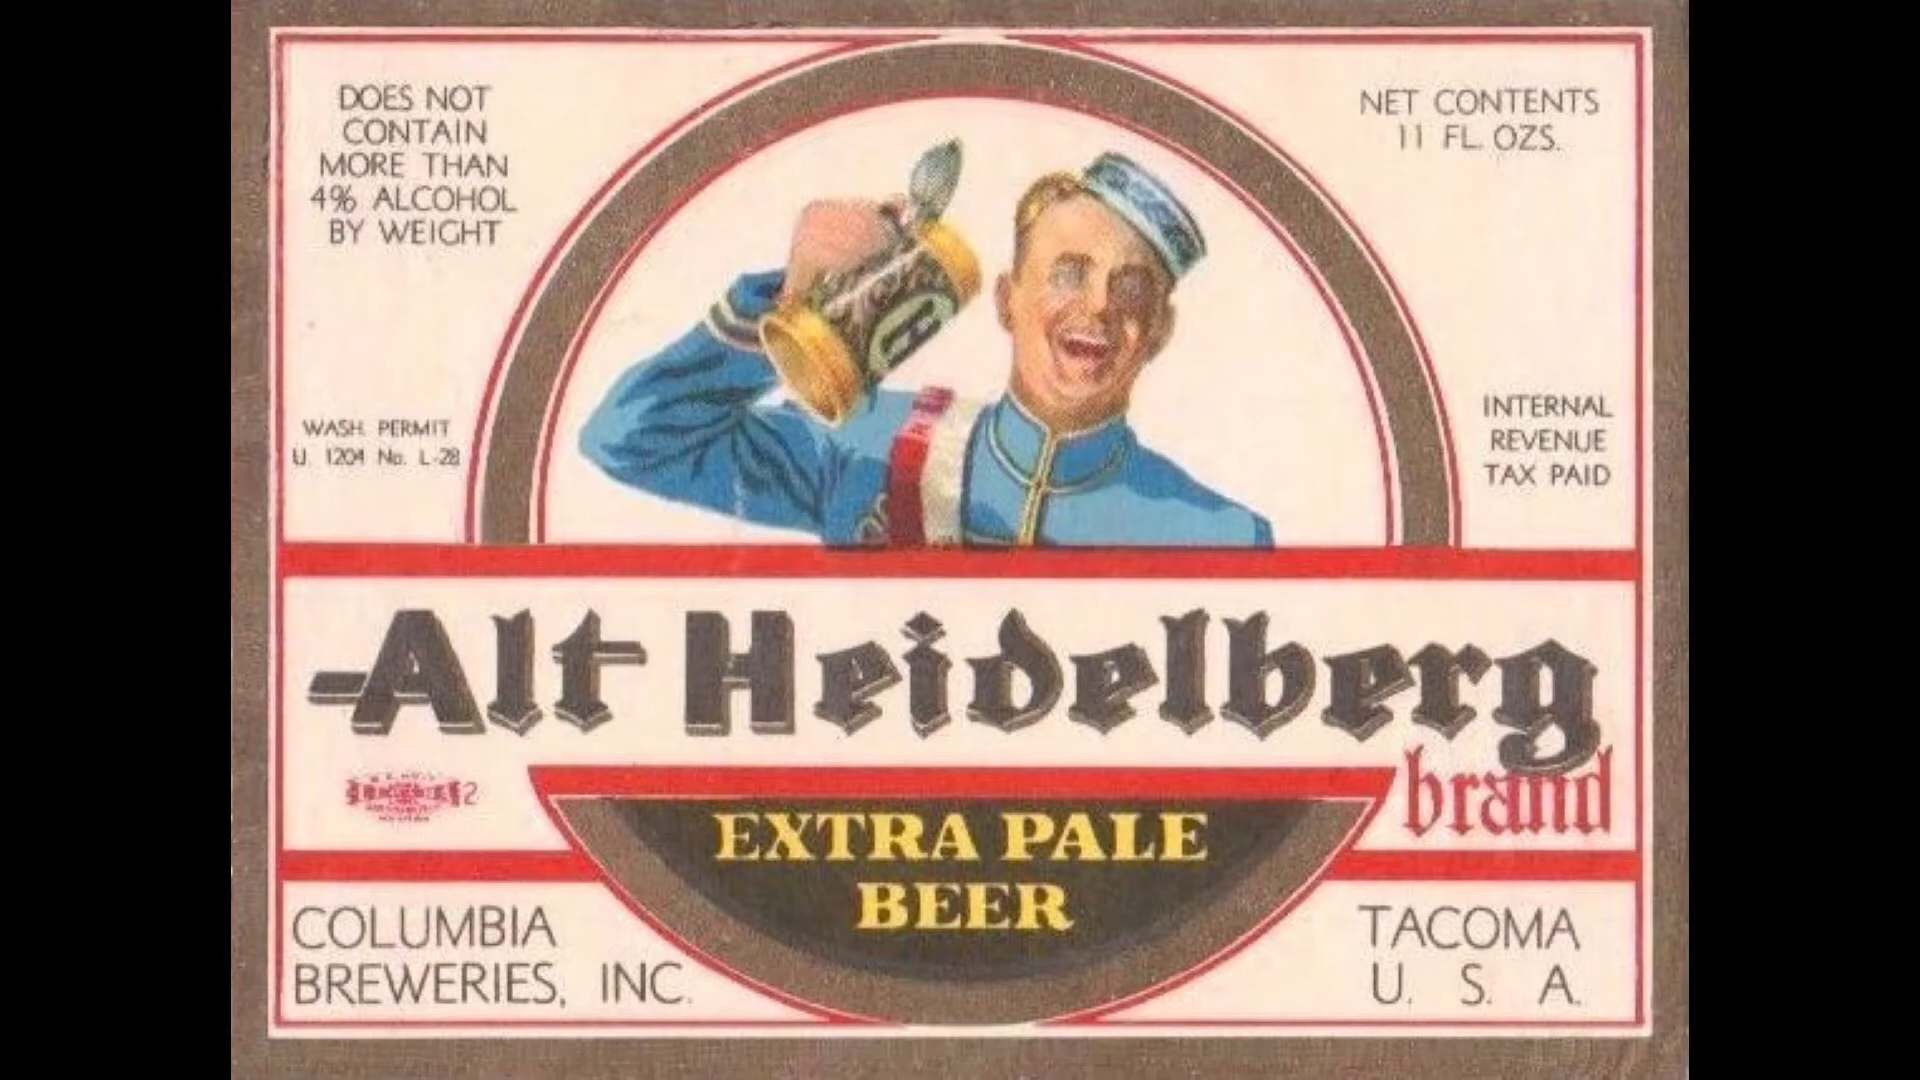 DOES NOT
CONTAIN
MORE THAN
4% ALCOHOL
BY WEIGHT
NET CONTENTS
11 FL. OZS.
WASH. PERMIT
U. 1204 No. L-28
INTERNAL
REVENUE
TAX PAID
Alt Heidelberg
brand
EXTRA PALE
BEER
COLUMBIA
BREWERIES, INC.
TACOMA
U. S. A.